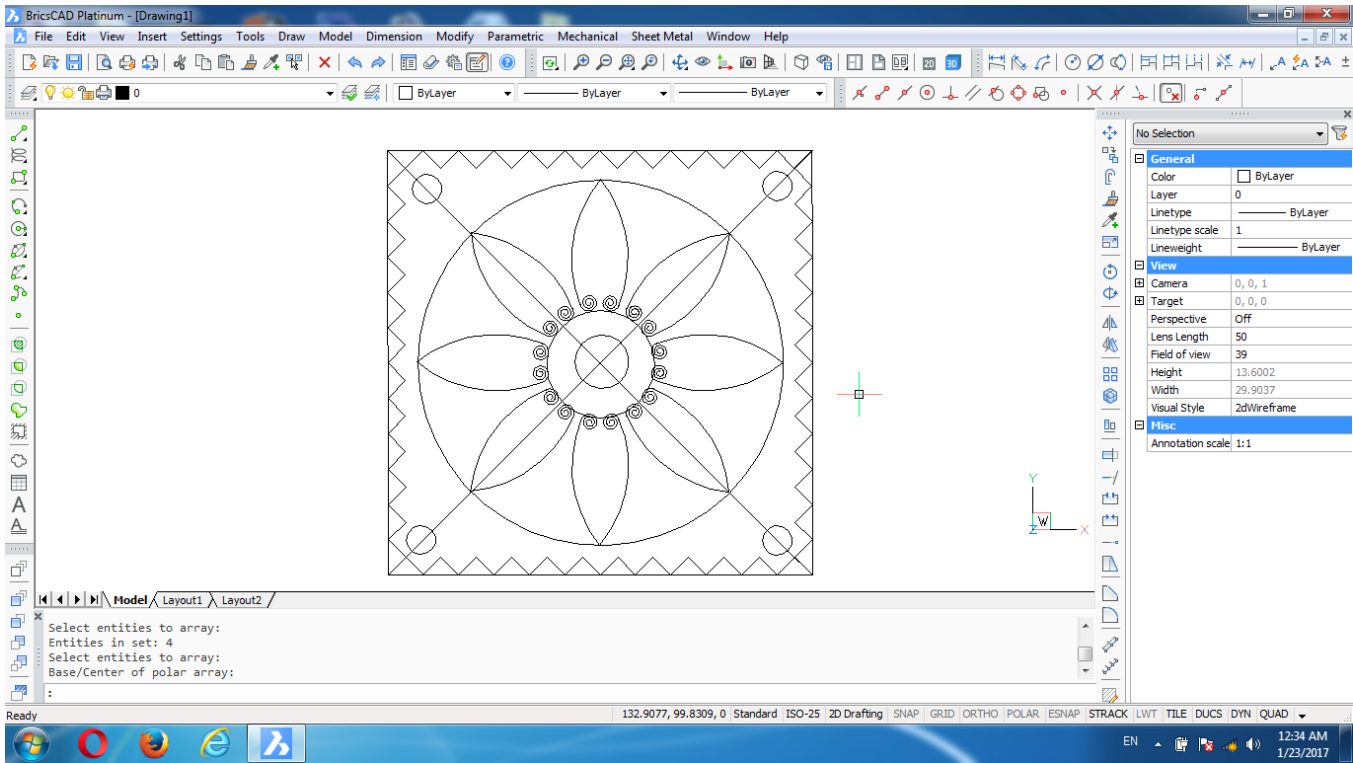 BricsCAD Platinum - [Drawing1]
File Edit View Insert Settings Tools Draw Model Dimension Modify Parametric Mechanical Sheet Metal Window Help
2D 3D
0 ByLayer ByLayer ByLayer
No Selection
General
Color ByLayer
Layer 0
Linetype ByLayer
Linetype scale 1
Lineweight ByLayer
View
Camera 0, 0, 1
Target 0, 0, 0
Perspective Off
Lens Length 50
Field of view 39
Height 13.6002
Width 29.9037
Visual Style 2dWireframe
Misc
Annotation scale 1:1
Y
W
Z X
Model Layout1 Layout2
Select entities to array:
Entities in set: 4
Select entities to array:
Base/Center of polar array:
:
Ready 132.9077, 99.8309, 0 Standard ISO-25 2D Drafting SNAP GRID ORTHO POLAR ESNAP STRACK LWT TILE DUCS DYN QUAD
EN 12:34 AM
1/23/2017